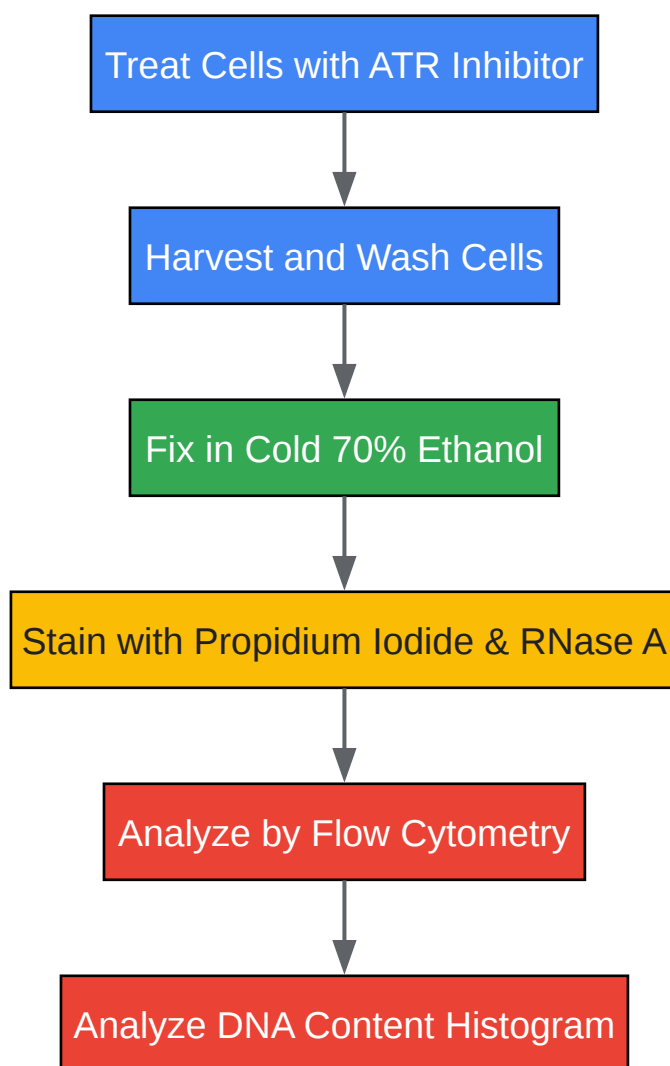 Treat Cells with ATR Inhibitor
Harvest and Wash Cells
Fix in Cold 70% Ethanol
Stain with Propidium Iodide & RNase A
Analyze by Flow Cytometry
Analyze DNA Content Histogram